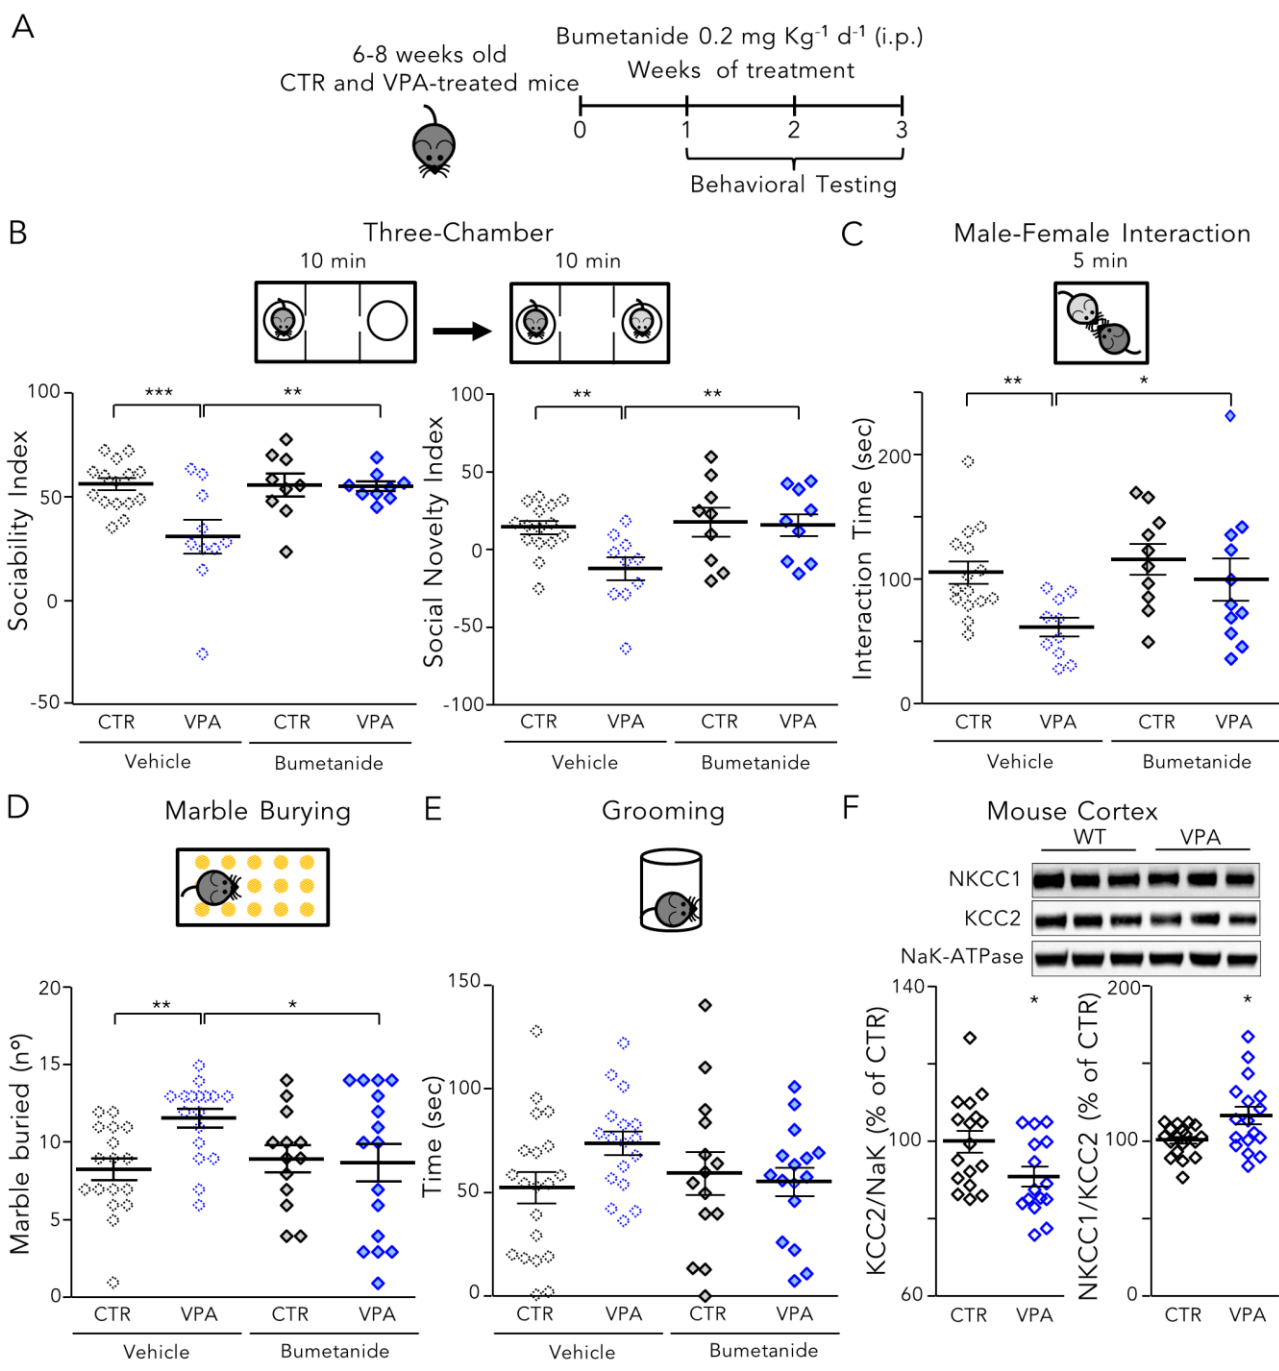 A
6-8 weeks old
CTR and VPA-treated mice
Bumetanide 0.2 mg Kg⁻¹ d⁻¹ (i.p.)
Weeks of treatment
0 1 2 3
Behavioral Testing
B
Three-Chamber
10 min 10 min
Sociability Index
100
50
0
-50
*** **
CTR VPA CTR VPA
Vehicle Bumetanide
Social Novelty Index
100
50
0
-50
-100
** **
CTR VPA CTR VPA
Vehicle Bumetanide
C
Male-Female Interaction
5 min
Interaction Time (sec)
200
100
0
** *
CTR VPA CTR VPA
Vehicle Bumetanide
D
Marble Burying
Marble buried (nº)
20
15
10
5
0
** *
CTR VPA CTR VPA
Vehicle Bumetanide
E
Grooming
Time (sec)
150
100
50
0
CTR VPA CTR VPA
Vehicle Bumetanide
F
Mouse Cortex
WT VPA
NKCC1
KCC2
NaK-ATPase
KCC2/NaK (% of CTR)
140
100
60
*
CTR VPA
NKCC1/KCC2 (% of CTR)
200
100
0
*
CTR VPA